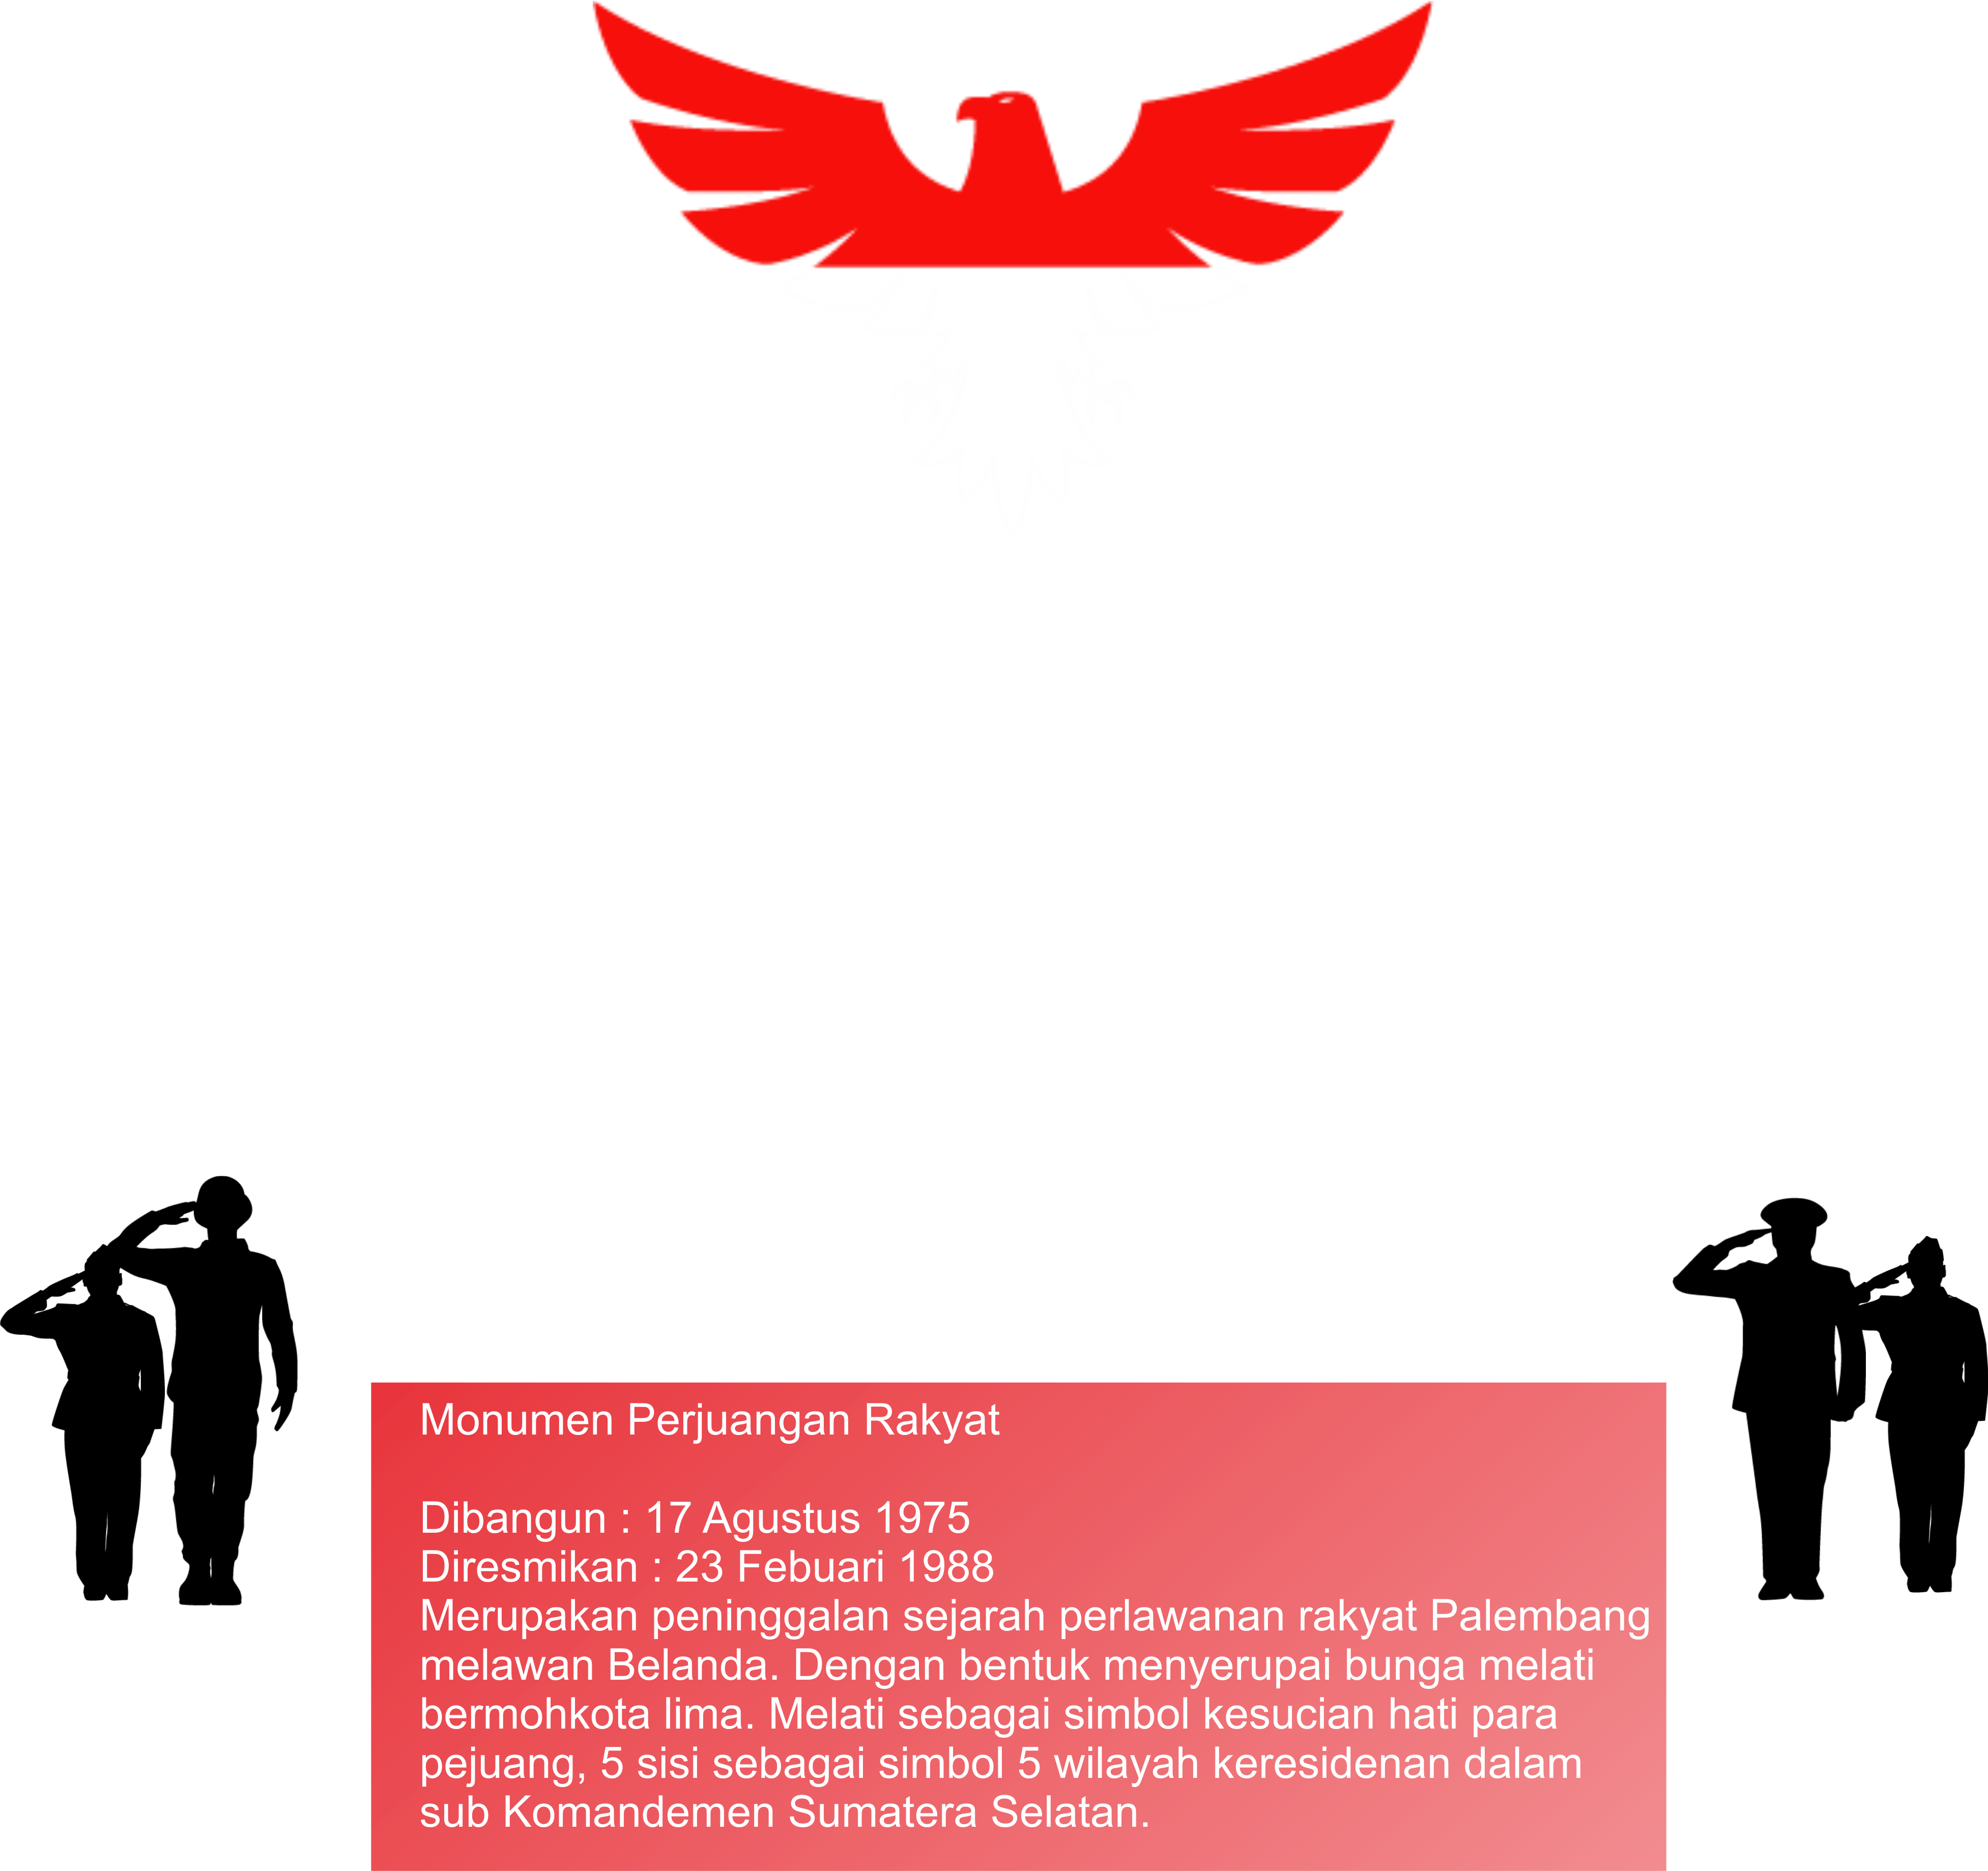 Monumen Perjuangan Rakyat
Dibangun : 17 Agustus 1975
Diresmikan : 23 Febuari 1988
Merupakan peninggalan sejarah perlawanan rakyat Palembang
melawan Belanda. Dengan bentuk menyerupai bunga melati
bermohkota lima. Melati sebagai simbol kesucian hati para
pejuang, 5 sisi sebagai simbol 5 wilayah keresidenan dalam
sub Komandemen Sumatera Selatan.